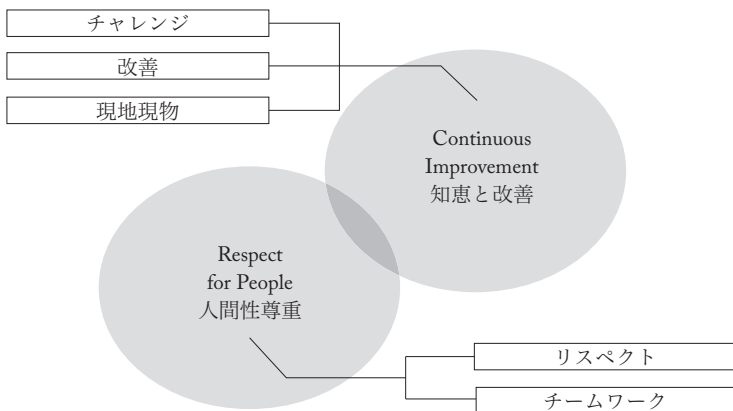 チャレンジ
改善
現地現物
Continuous
Improvement
知恵と改善
Respect
for People
人間性尊重
リスペクト
チームワーク